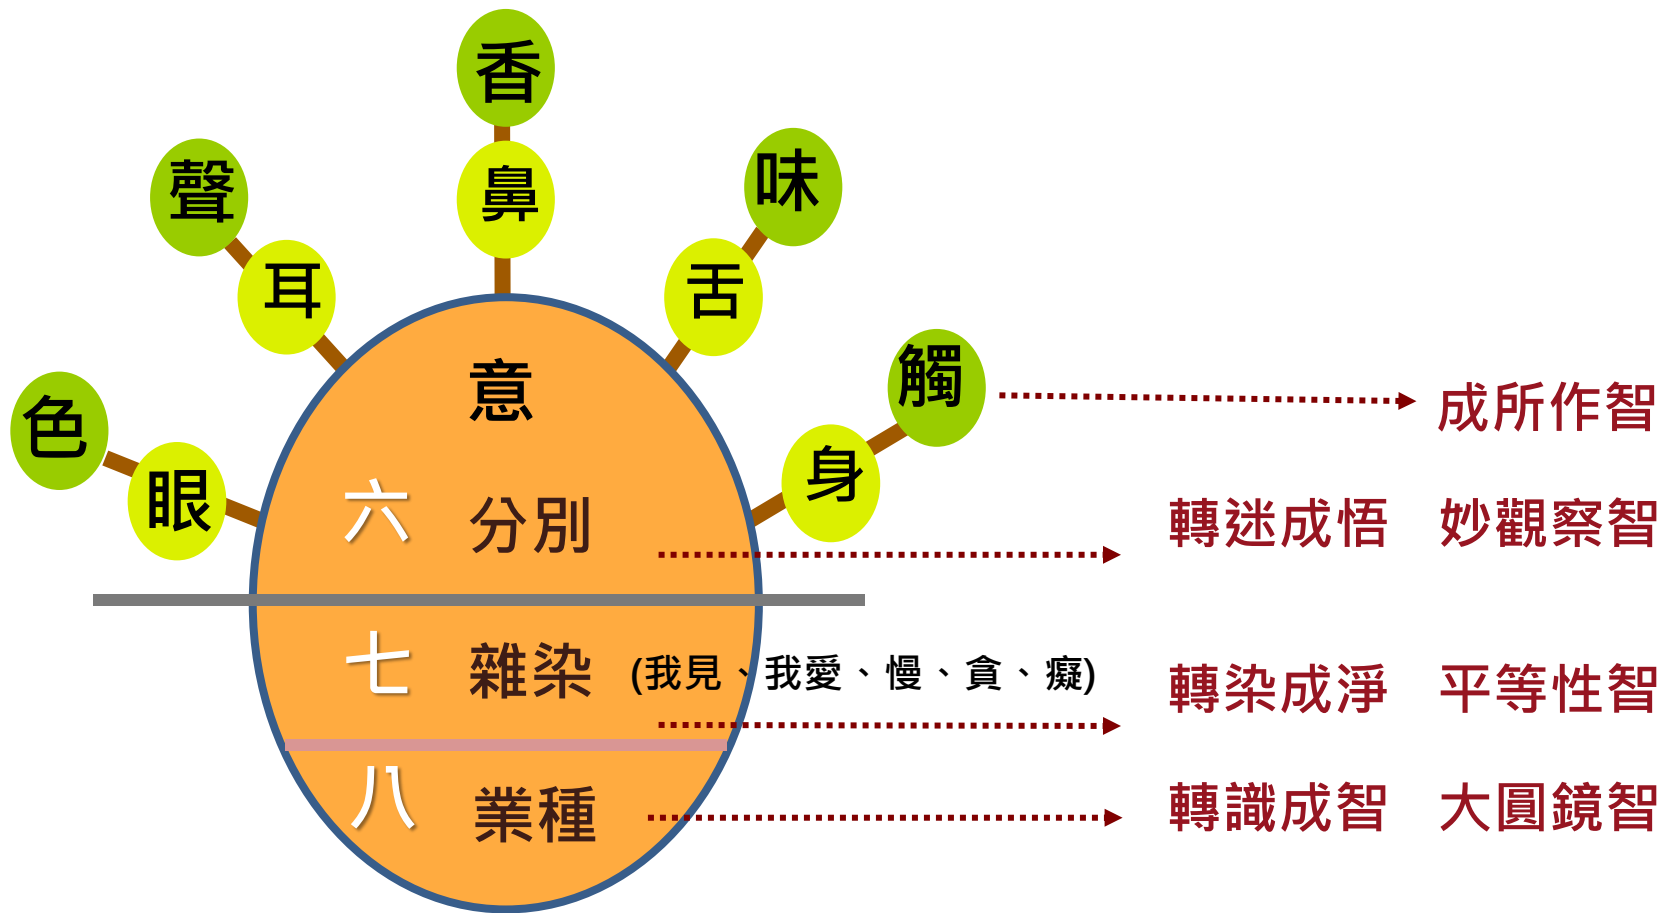 香
鼻
聲
耳
味
舌
色
眼
觸
身
意
成所作智
六 分別
轉迷成悟 妙觀察智
七 雜染 (我見、我愛、慢、貪、癡)
轉染成淨 平等性智
八 業種
轉識成智 大圓鏡智